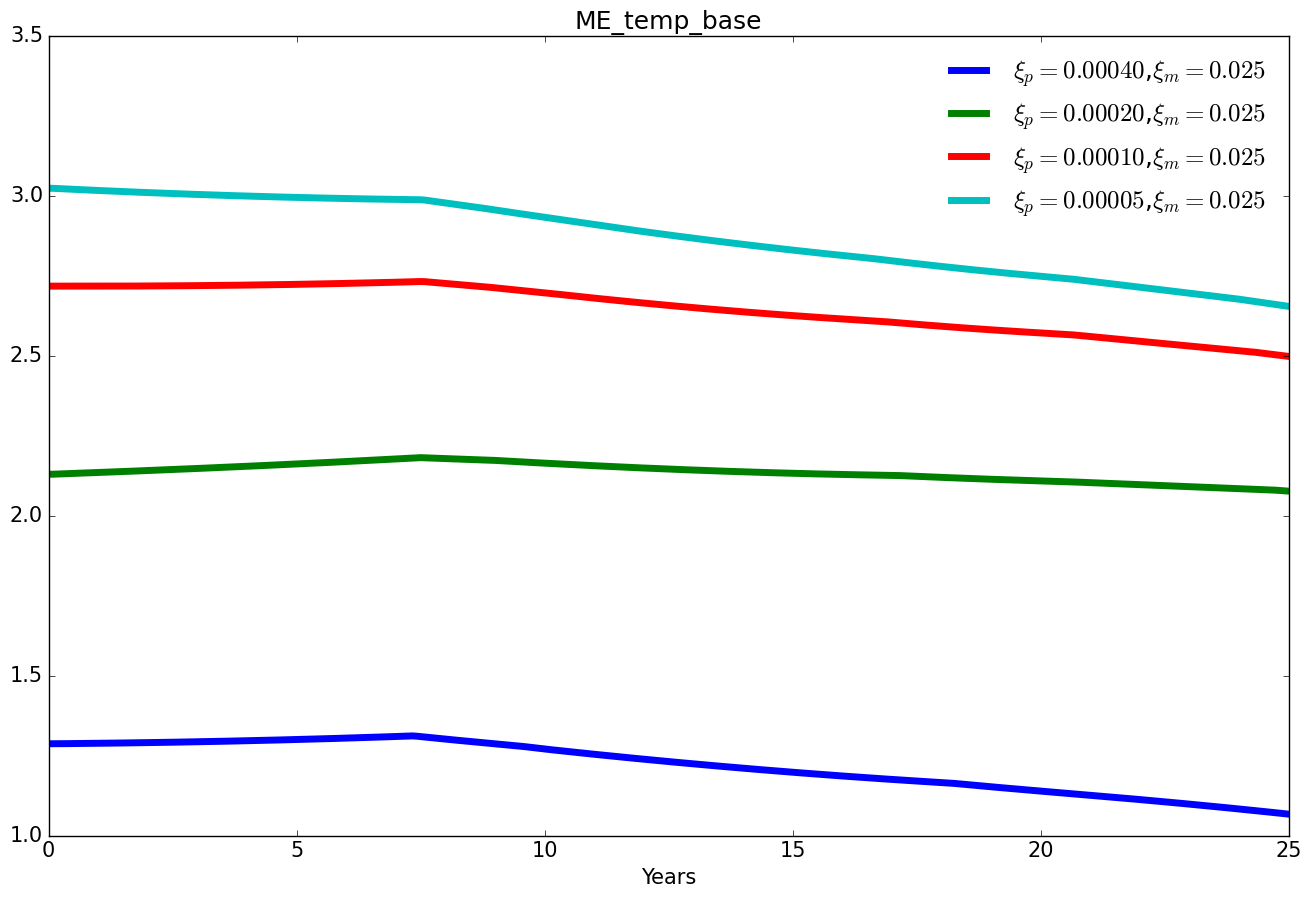 ME_temp_base
3.5
3.0
2.5
2.0
1.5
1.0
ξₚ = 0.00040,ξₘ = 0.025
ξₚ = 0.00020,ξₘ = 0.025
ξₚ = 0.00010,ξₘ = 0.025
ξₚ = 0.00005,ξₘ = 0.025
0 5 10 15 20 25
Years